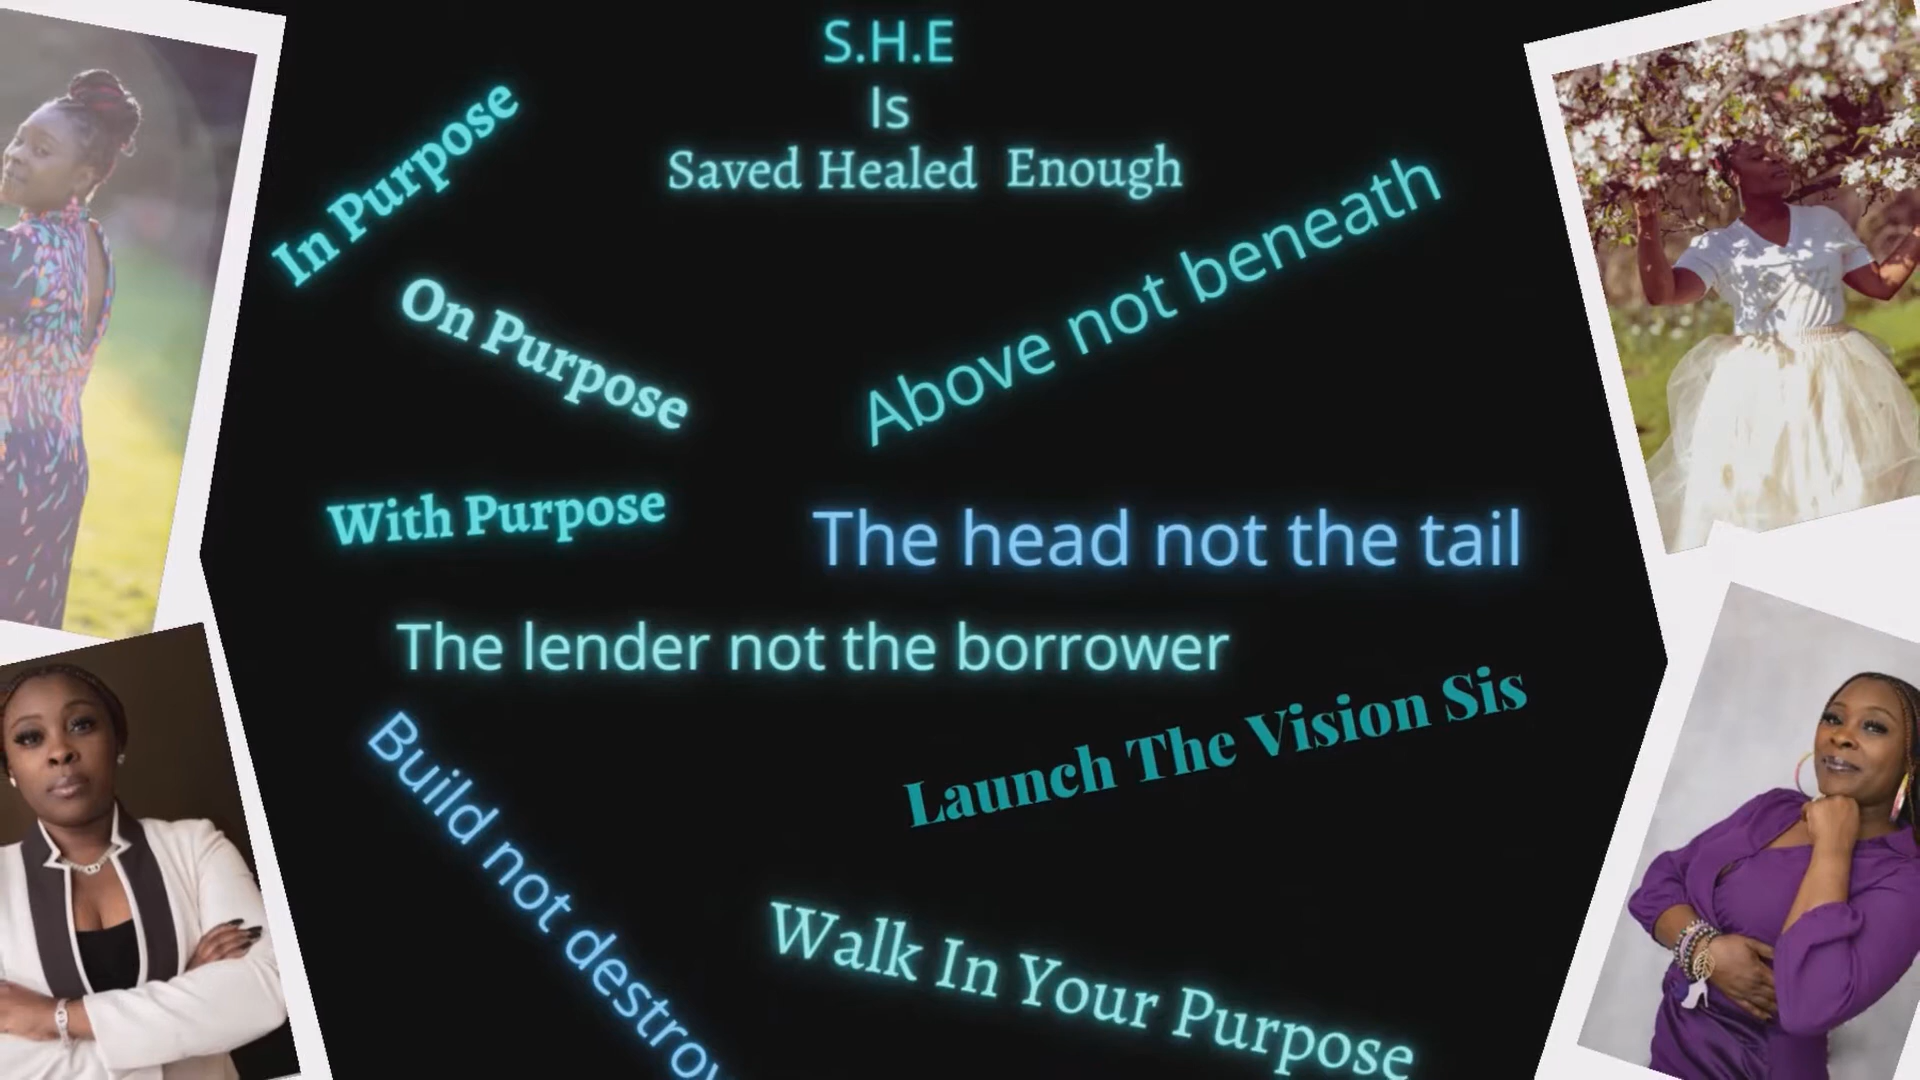 S.H.E
Is
Saved Healed Enough
In Purpose
On Purpose
Above not beneath
With Purpose
The head not the tail
The lender not the borrower
Launch The Vision Sis
Build not destroy
Walk In Your Purpose